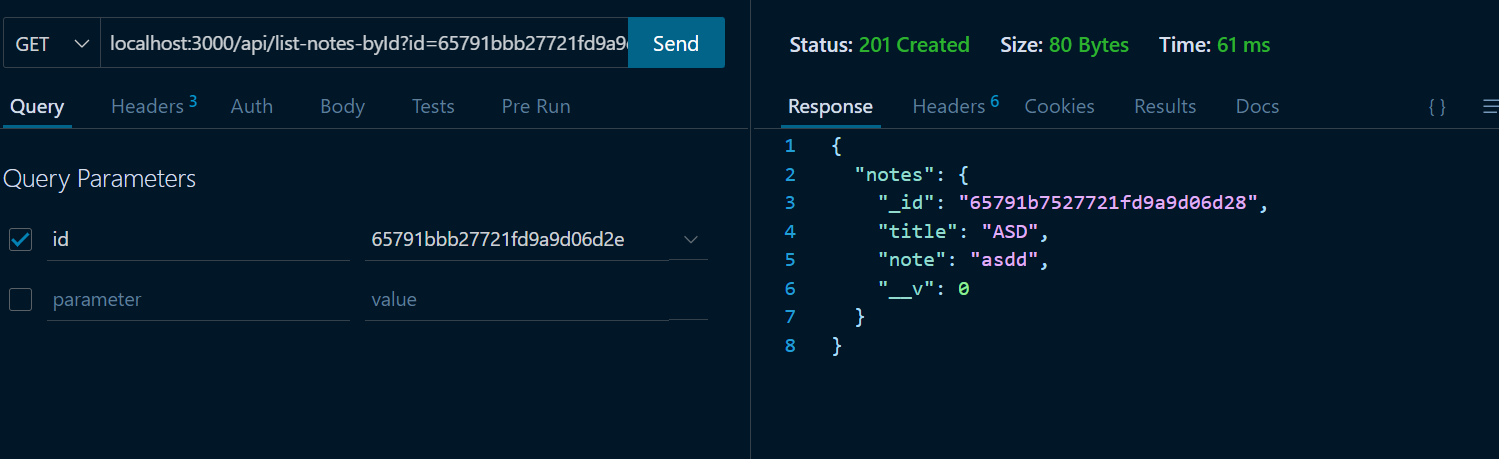 GET localhost:3000/api/list-notes-byId?id=65791bbb27721fd9a9 Send
Query Headers 3 Auth Body Tests Pre Run
Query Parameters
id 65791bbb27721fd9a9d06d2e
parameter value
Status: 201 Created Size: 80 Bytes Time: 61 ms
Response Headers 6 Cookies Results Docs { }
1 {
2 "notes": {
3 "_id": "65791b7527721fd9a9d06d28",
4 "title": "ASD",
5 "note": "asdd",
6 "__v": 0
7 }
8 }